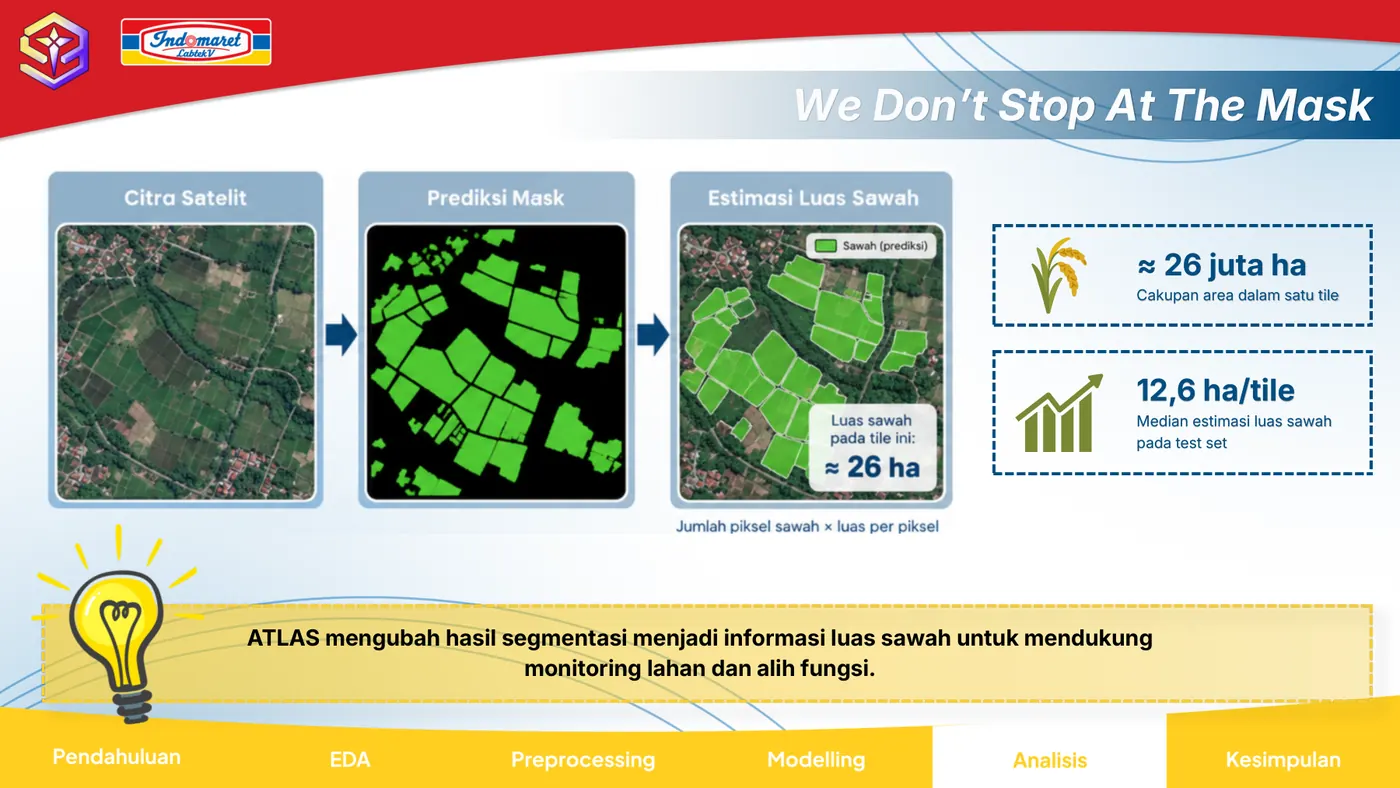 Indomaret
LabtekV
We Don't Stop At The Mask
Citra Satelit
Prediksi Mask
Estimasi Luas Sawah
Sawah (prediksi)
Luas sawah
pada tile ini:
≈ 26 ha
Jumlah piksel sawah × luas per piksel
≈ 26 juta ha
Cakupan area dalam satu tile
12,6 ha/tile
Median estimasi luas sawah
pada test set
ATLAS mengubah hasil segmentasi menjadi informasi luas sawah untuk mendukung
monitoring lahan dan alih fungsi.
Pendahuluan
EDA
Preprocessing
Modelling
Analisis
Kesimpulan